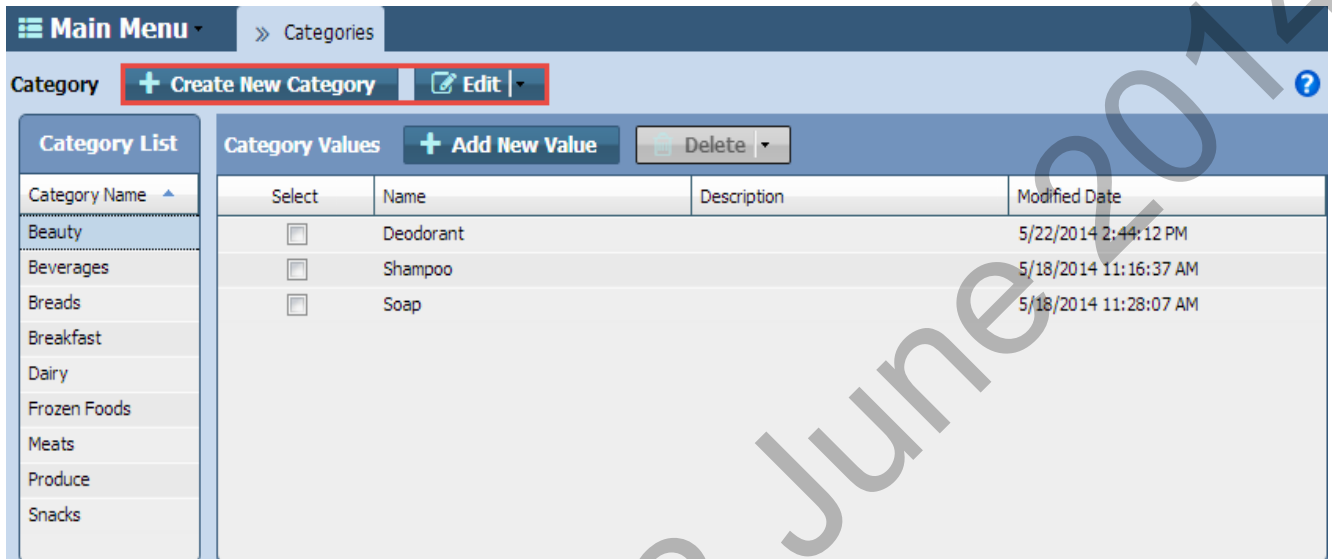 Main Menu
» Categories
Category
+ Create New Category
Edit
?
Category List
Category Values
+ Add New Value
Delete
Category Name
Select
Name
Description
Modified Date
Beauty
Deodorant
5/22/2014 2:44:12 PM
Beverages
Shampoo
5/18/2014 11:16:37 AM
Breads
Soap
5/18/2014 11:28:07 AM
Breakfast
Dairy
Frozen Foods
Meats
Produce
Snacks
June 2014